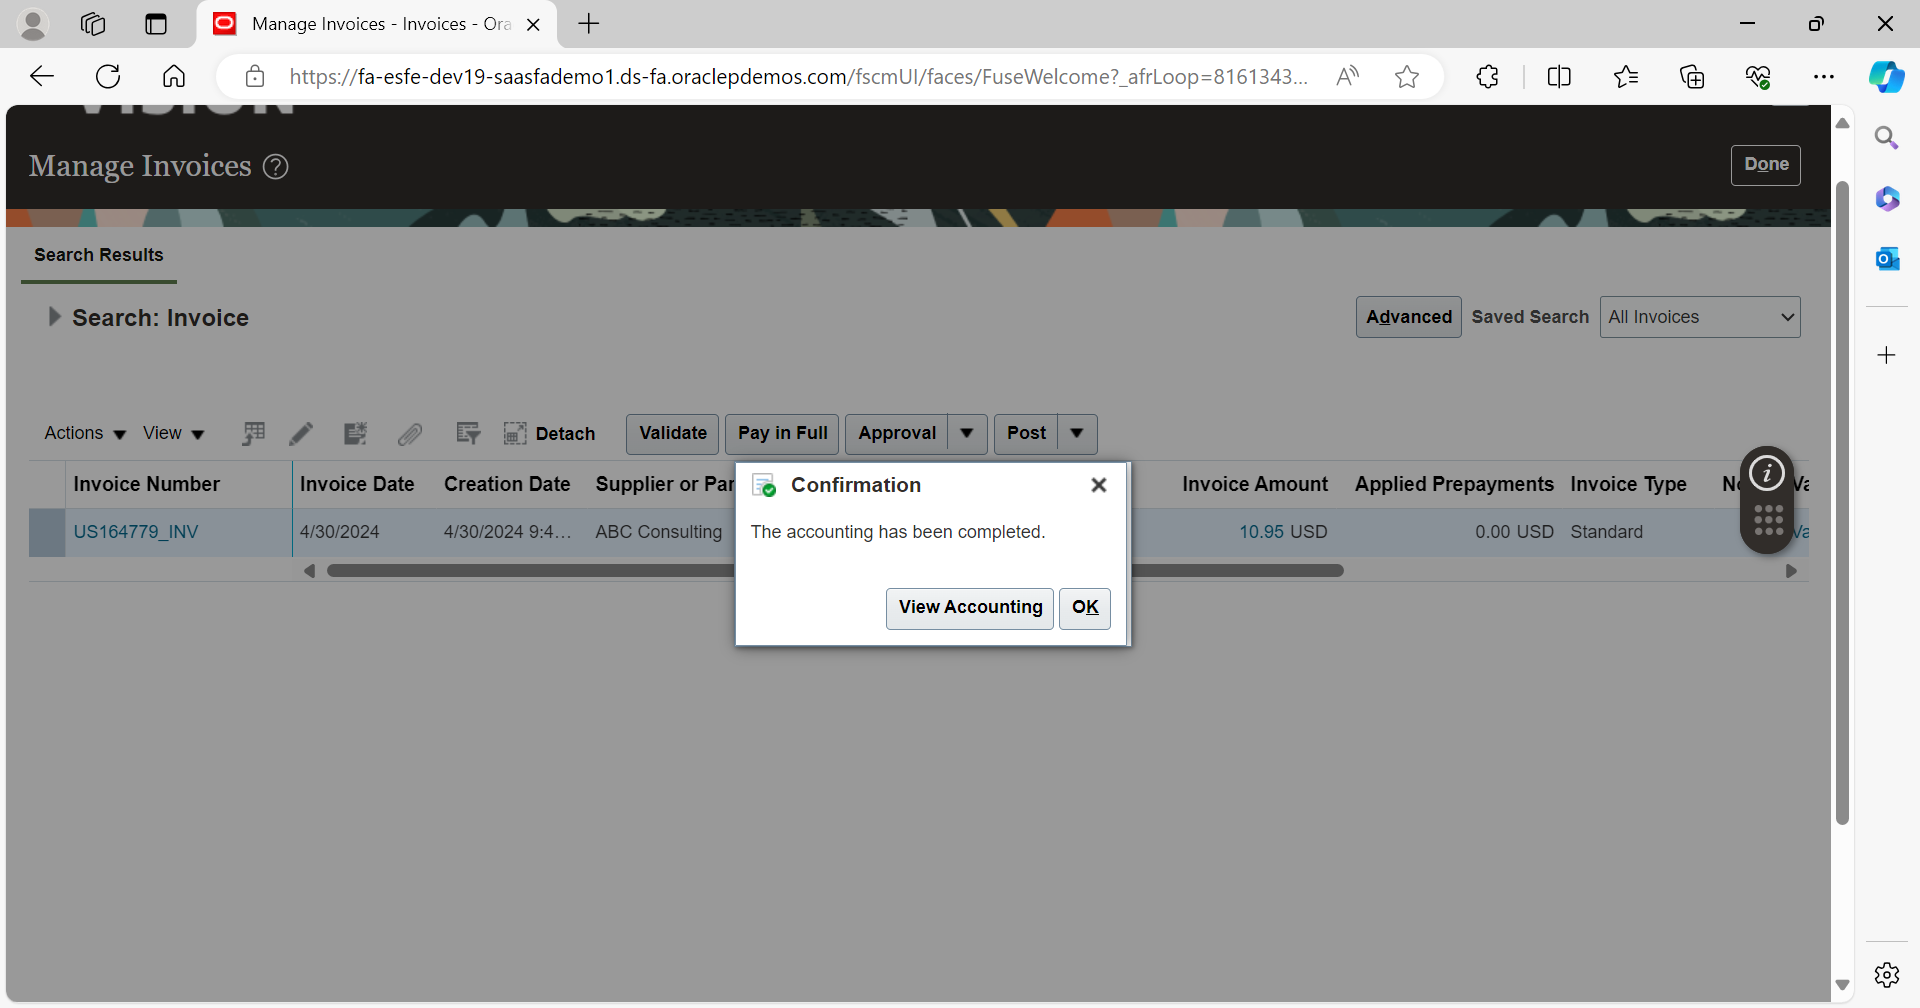 Manage Invoices - Invoices - Ora
https://fa-esfe-dev19-saasfademo1.ds-fa.oraclepdemos.com/fscmUI/faces/FuseWelcome?_afrLoop=8161343...
VISION
Manage Invoices ?
Done
Search Results
Search: Invoice
Advanced Saved Search All Invoices
Actions View Detach Validate Pay in Full Approval Post
Invoice Number Invoice Date Creation Date Supplier or Par Invoice Amount Applied Prepayments Invoice Type
US164779_INV 4/30/2024 4/30/2024 9:4... ABC Consulting 10.95 USD 0.00 USD Standard
Confirmation
The accounting has been completed.
View Accounting OK